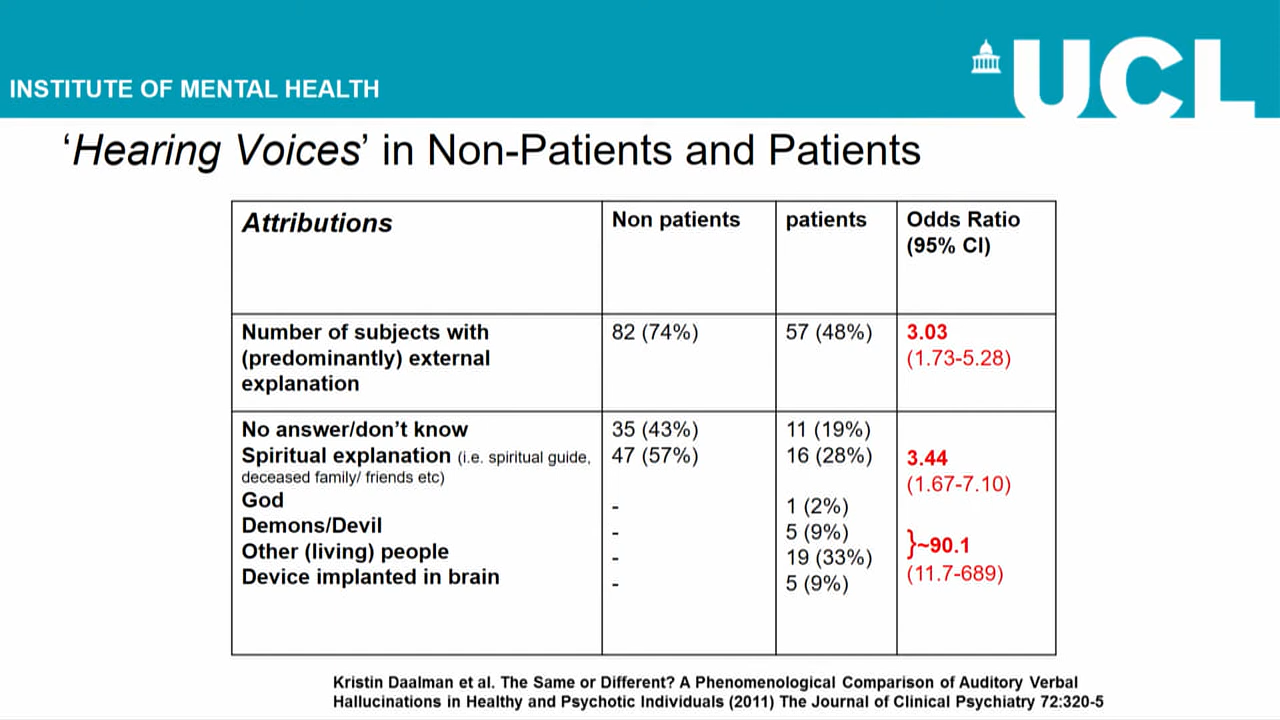 INSTITUTE OF MENTAL HEALTH
UCL
‘Hearing Voices’ in Non-Patients and Patients
Attributions
Non patients
patients
Odds Ratio
(95% CI)
Number of subjects with
(predominantly) external
explanation
82 (74%)
57 (48%)
3.03
(1.73-5.28)
No answer/don’t know
35 (43%)
11 (19%)
Spiritual explanation (i.e. spiritual guide,
deceased family/ friends etc)
47 (57%)
16 (28%)
3.44
(1.67-7.10)
God
-
1 (2%)
Demons/Devil
-
5 (9%)
Other (living) people
-
19 (33%)
Device implanted in brain
-
5 (9%)
}~90.1
(11.7-689)
Kristin Daalman et al. The Same or Different? A Phenomenological Comparison of Auditory Verbal
Hallucinations in Healthy and Psychotic Individuals (2011) The Journal of Clinical Psychiatry 72:320-5